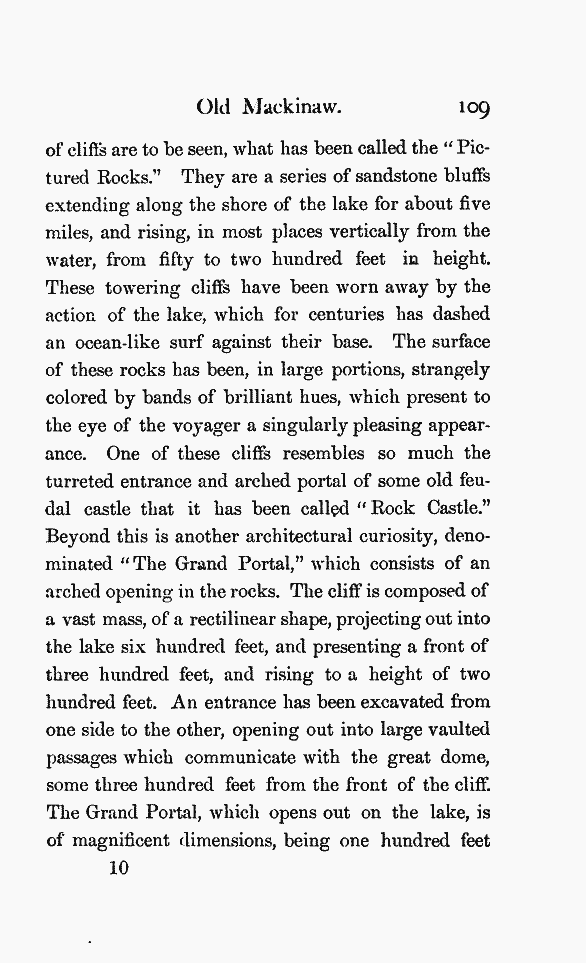 Old Mackinaw. 109
of cliffs are to be seen, what has been called the “Pic-
tured Rocks.” They are a series of sandstone bluffs
extending along the shore of the lake for about five
miles, and rising, in most places vertically from the
water, from fifty to two hundred feet in height.
These towering cliffs have been worn away by the
action of the lake, which for centuries has dashed
an ocean-like surf against their base. The surface
of these rocks has been, in large portions, strangely
colored by bands of brilliant hues, which present to
the eye of the voyager a singularly pleasing appear-
ance. One of these cliffs resembles so much the
turreted entrance and arched portal of some old feu-
dal castle that it has been called “Rock Castle.”
Beyond this is another architectural curiosity, deno-
minated “The Grand Portal,” which consists of an
arched opening in the rocks. The cliff is composed of
a vast mass, of a rectilinear shape, projecting out into
the lake six hundred feet, and presenting a front of
three hundred feet, and rising to a height of two
hundred feet. An entrance has been excavated from
one side to the other, opening out into large vaulted
passages which communicate with the great dome,
some three hundred feet from the front of the cliff.
The Grand Portal, which opens out on the lake, is
of magnificent dimensions, being one hundred feet
10